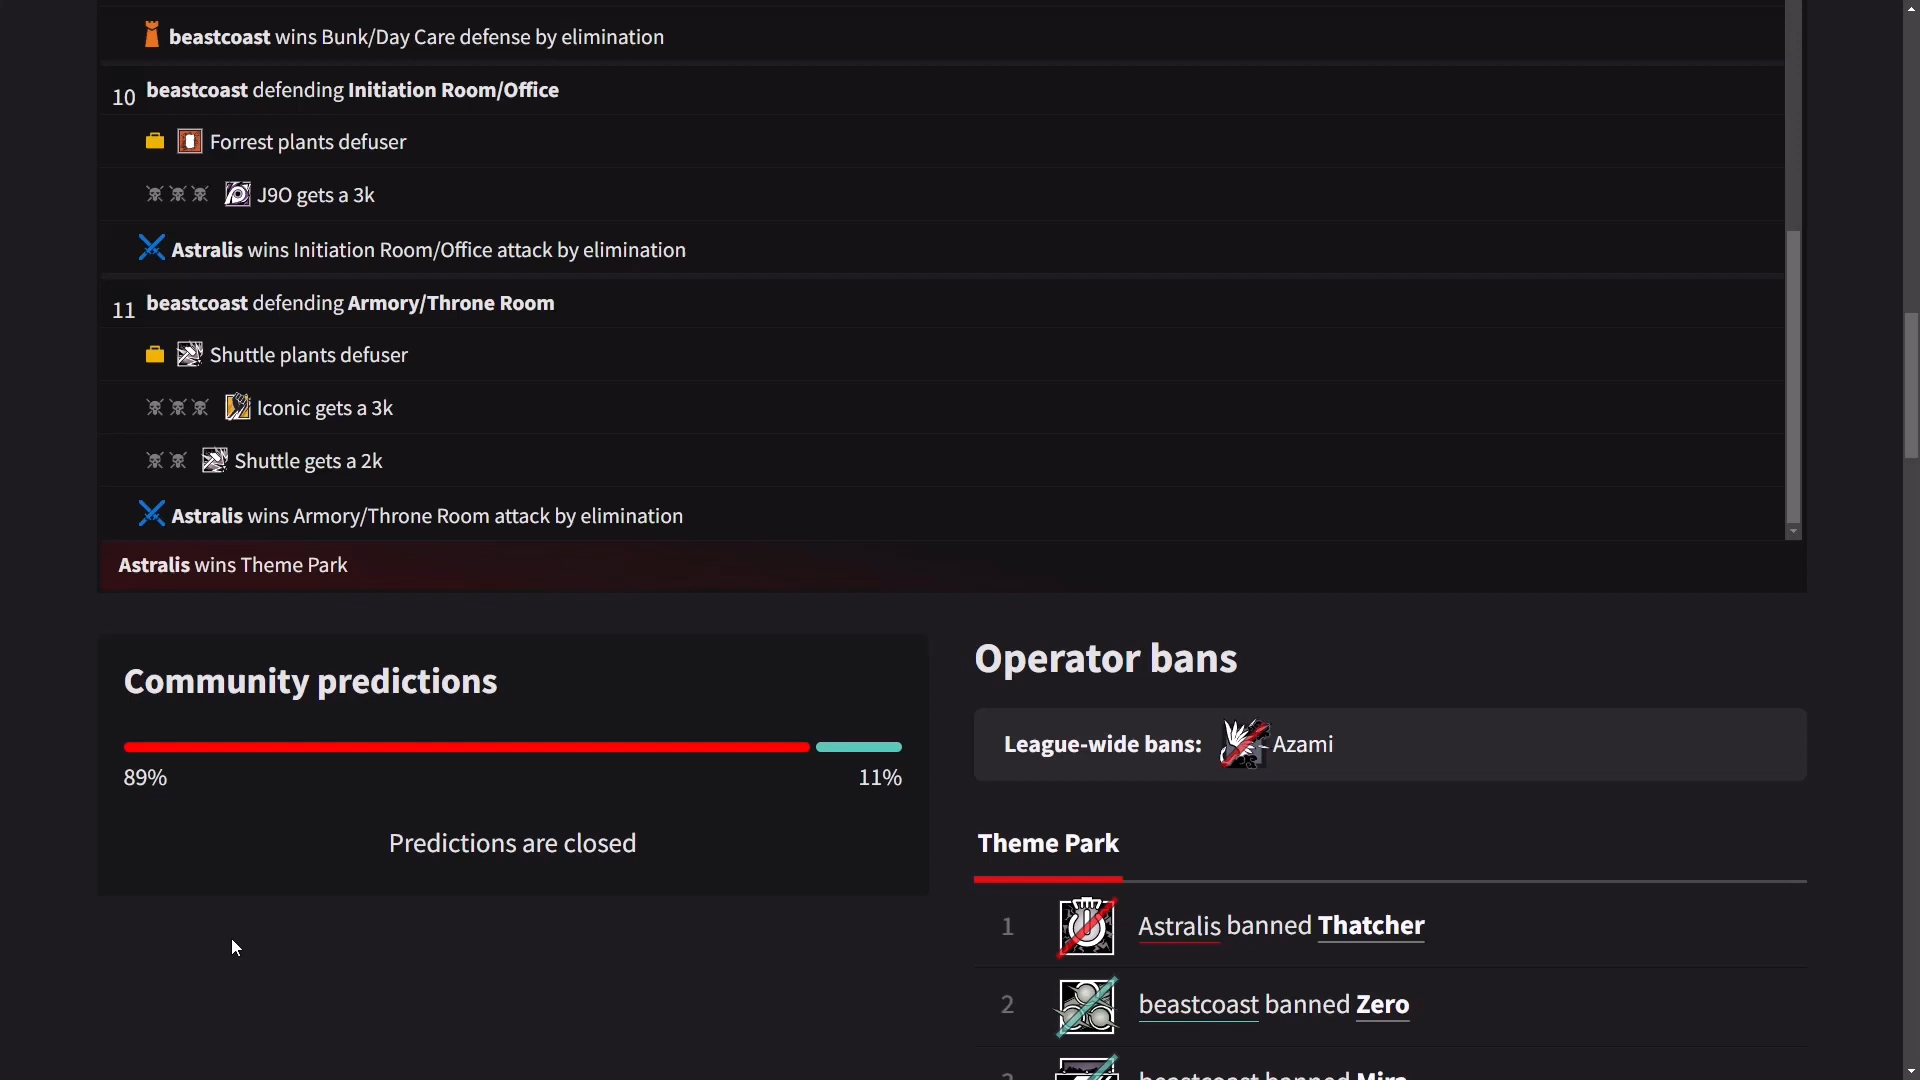 beastcoast wins Bunk/Day Care defense by elimination
10 beastcoast defending Initiation Room/Office
Forrest plants defuser
J9O gets a 3k
Astralis wins Initiation Room/Office attack by elimination
11 beastcoast defending Armory/Throne Room
Shuttle plants defuser
Iconic gets a 3k
Shuttle gets a 2k
Astralis wins Armory/Throne Room attack by elimination
Astralis wins Theme Park
Community predictions
89% 11%
Predictions are closed
Operator bans
League-wide bans: Azami
Theme Park
1 Astralis banned Thatcher
2 beastcoast banned Zero
beastcoast banned Mira